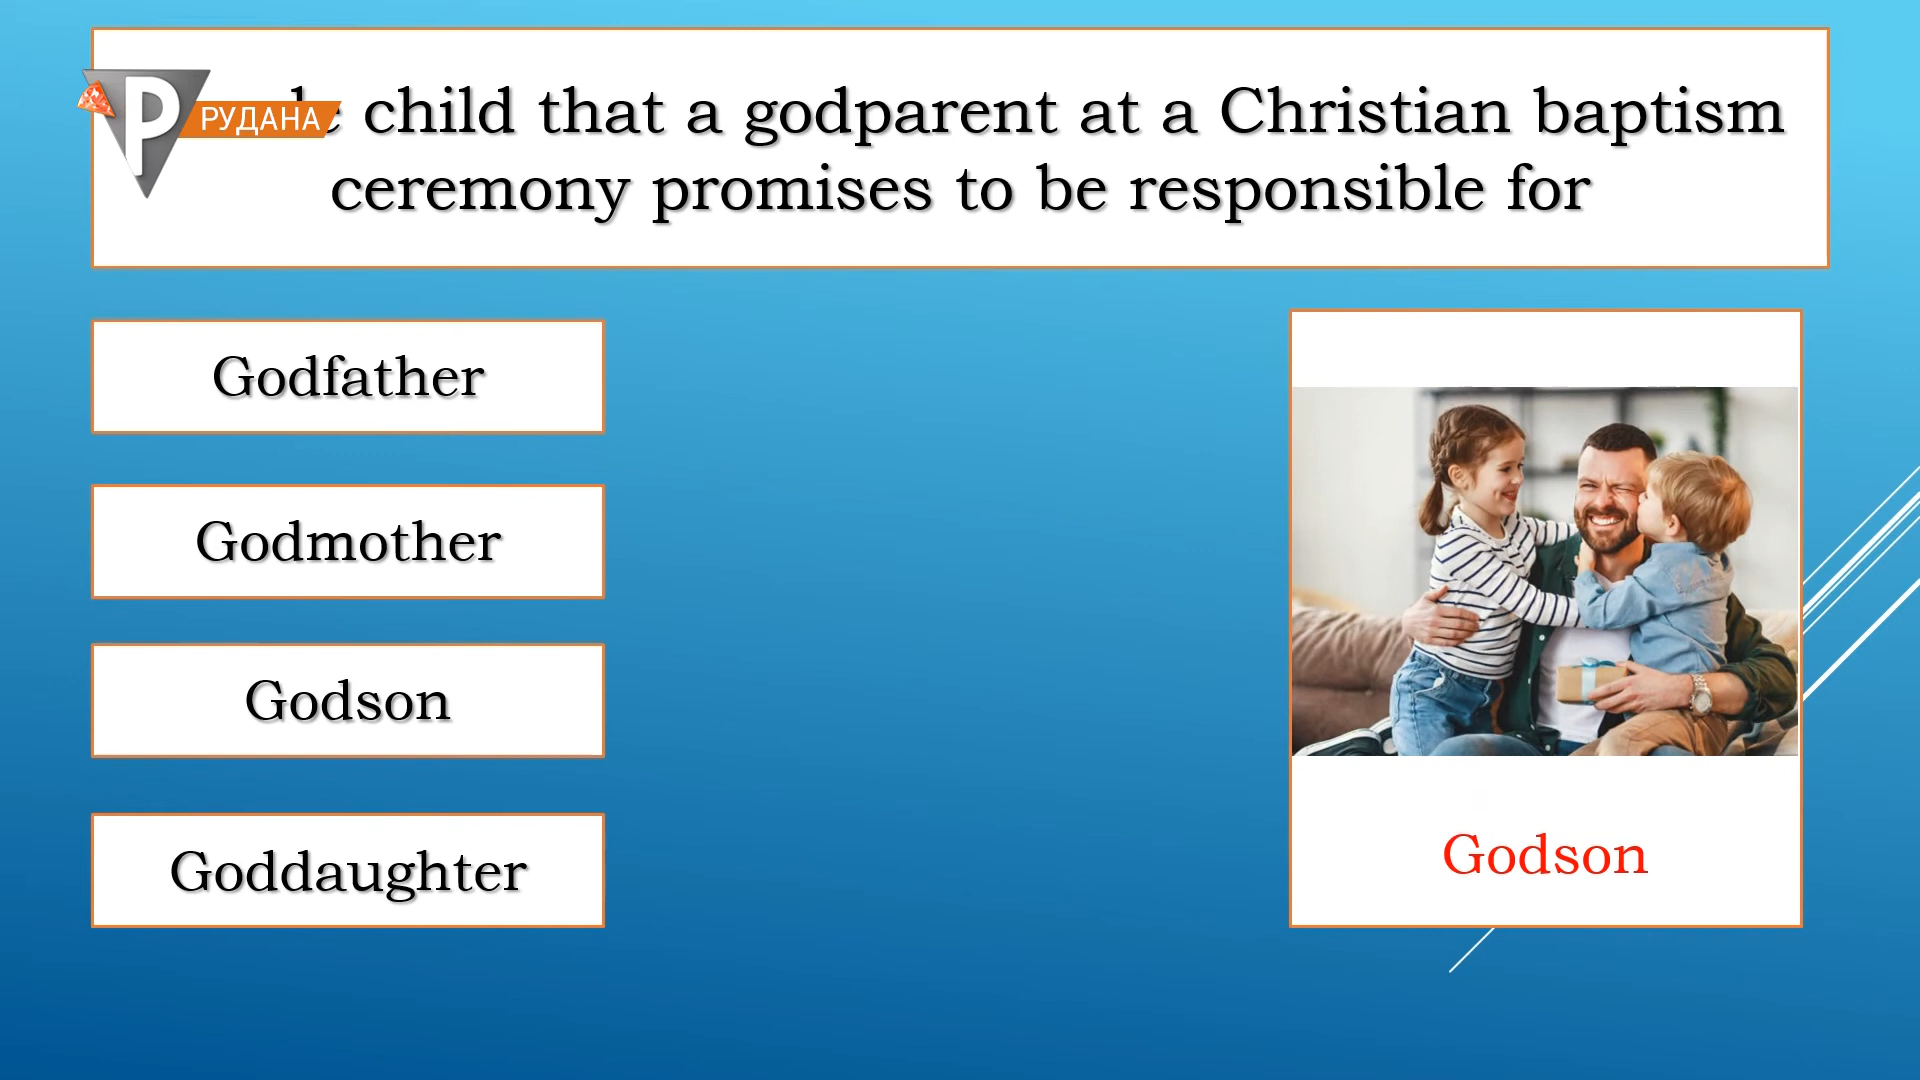 child that a godparent at a Christian baptism
ceremony promises to be responsible for
Р РУДАНА
Godfather
Godmother
Godson
Goddaughter
Godson